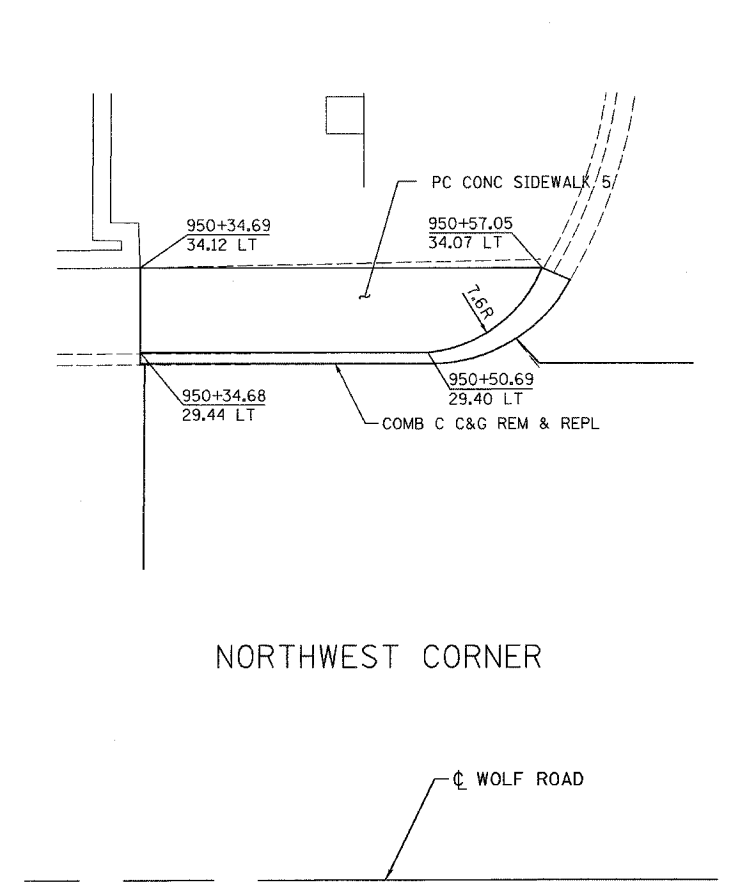 PC CONC SIDEWALK 5
950+34.69
34.12 LT
950+57.05
34.07 LT
7.6R
950+34.68
29.44 LT
950+50.69
29.40 LT
COMB C C&G REM & REPL
NORTHWEST CORNER
℄ WOLF ROAD